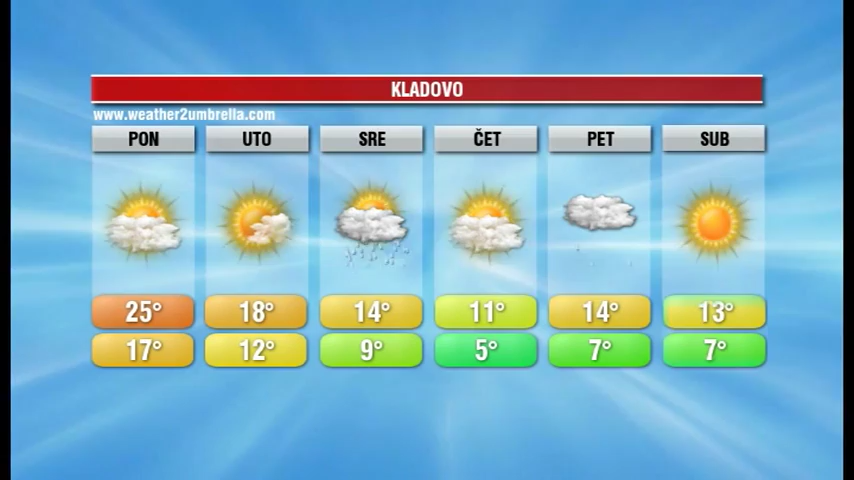 KLADOVO
www.weather2umbrella.com
PON UTO SRE ČET PET SUB
25° 18° 14° 11° 14° 13°
17° 12° 9° 5° 7° 7°